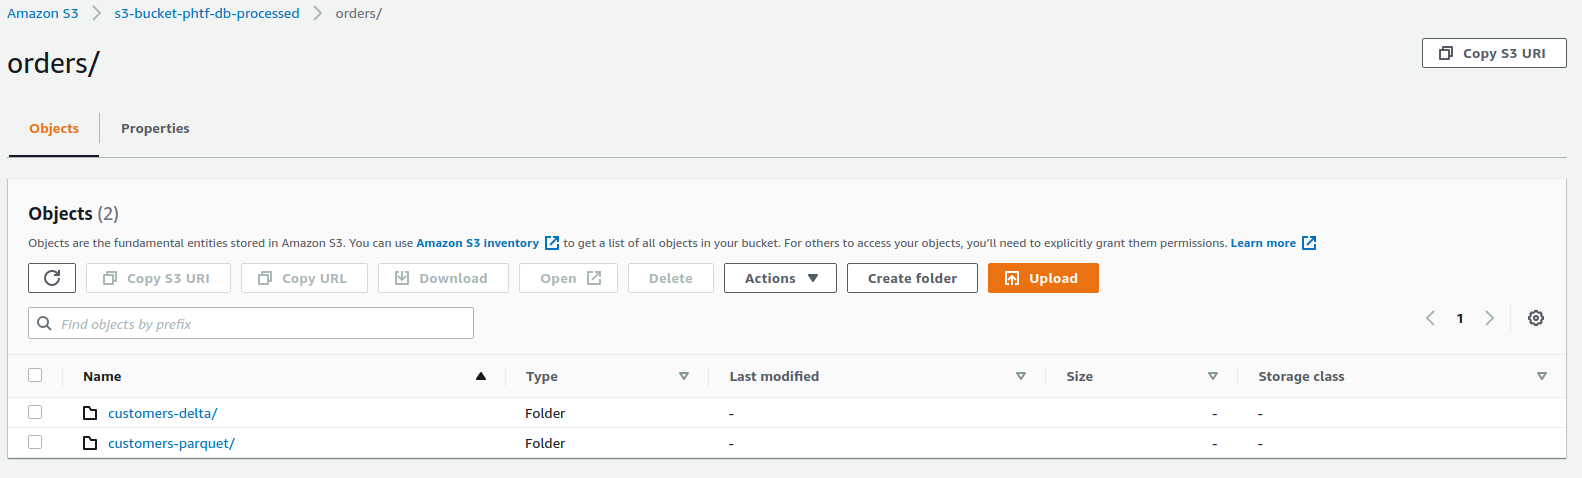 Amazon S3 > s3-bucket-phtf-db-processed > orders/
orders/
Copy S3 URI
Objects Properties
Objects (2)
Objects are the fundamental entities stored in Amazon S3. You can use Amazon S3 inventory to get a list of all objects in your bucket. For others to access your objects, you'll need to explicitly grant them permissions. Learn more
Copy S3 URI Copy URL Download Open Delete Actions Create folder Upload
Find objects by prefix
1
Name Type Last modified Size Storage class
customers-delta/ Folder - - -
customers-parquet/ Folder - - -